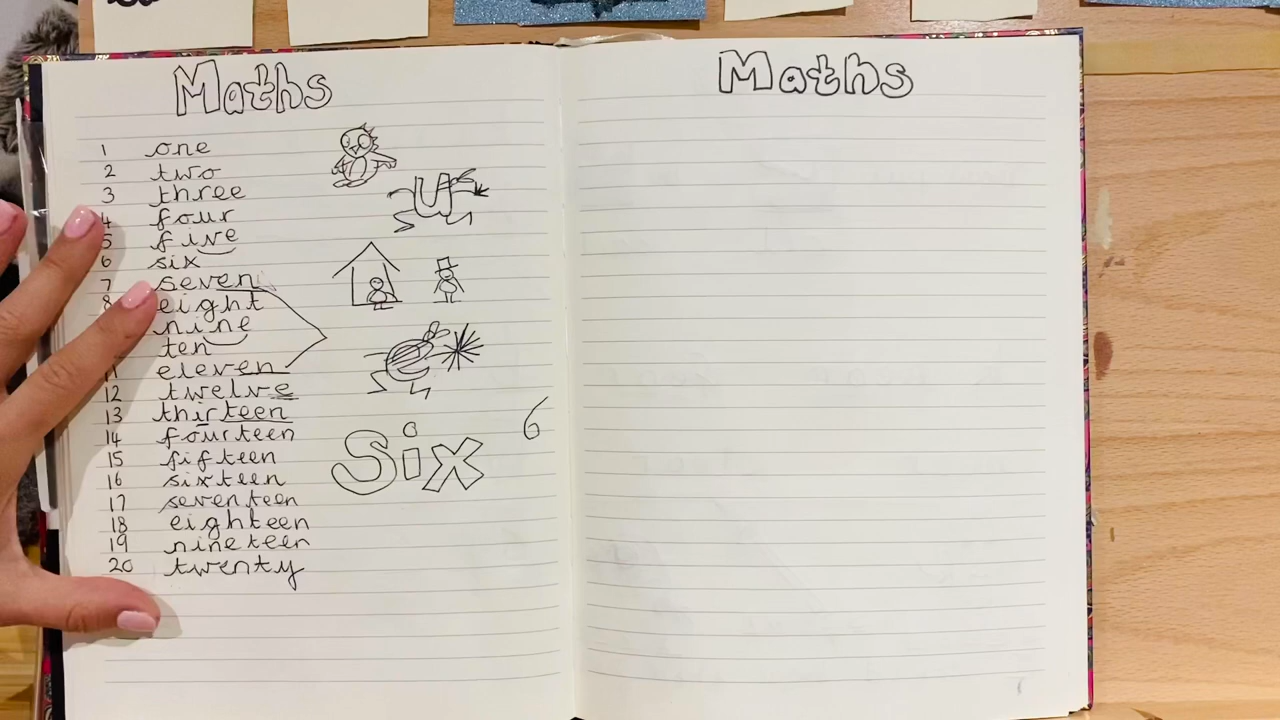 Maths
1 one
2 two
3 three
4 four
5 five
6 six
7 seven
8 eight
nine
ten
11 eleven
12 twelve
13 thirteen
14 fourteen
15 fifteen
16 sixteen
17 seventeen
18 eighteen
19 nineteen
20 twenty
U
Six 6
Maths